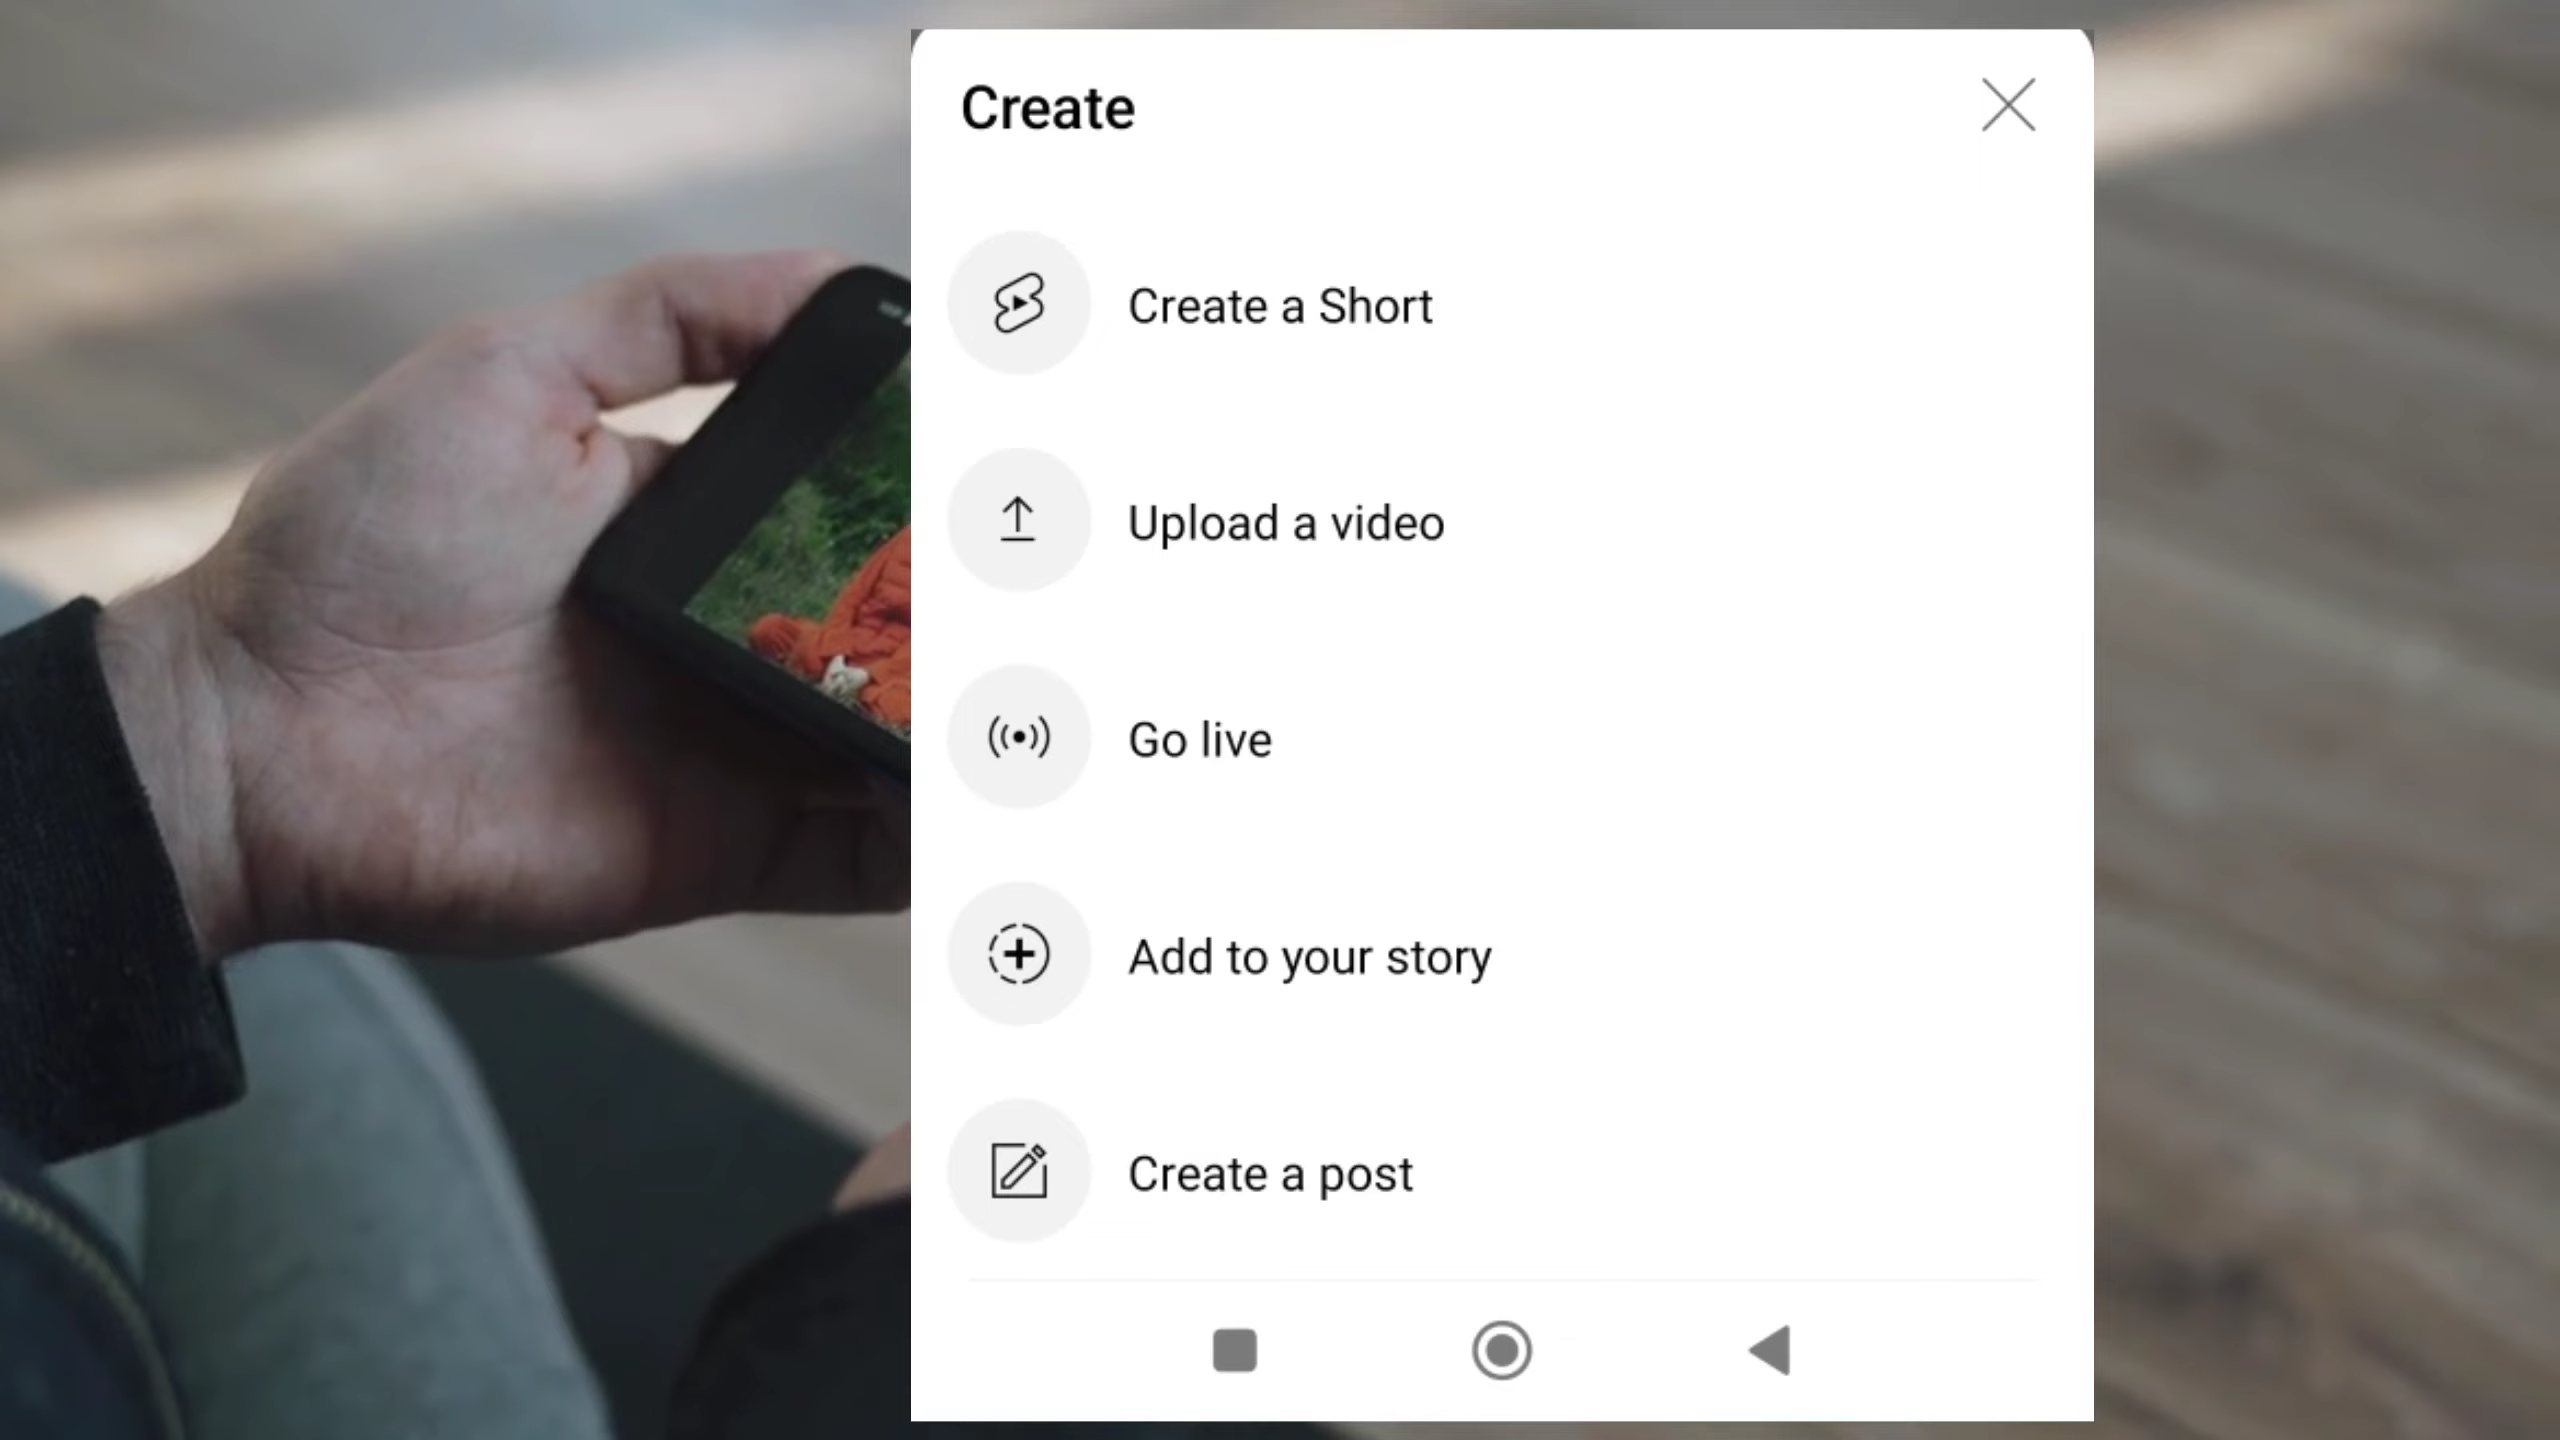 Create
Create a Short
Upload a video
Go live
Add to your story
Create a post